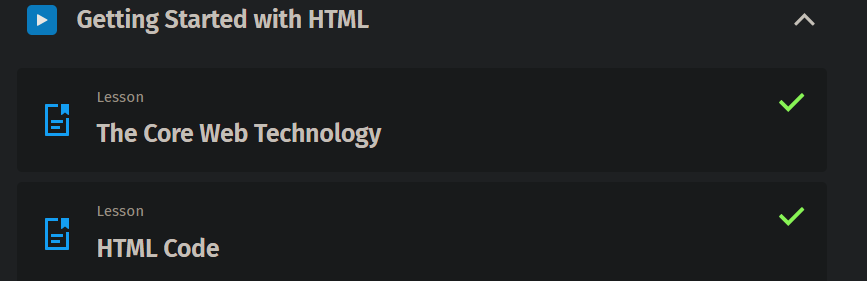 Getting Started with HTML
Lesson
The Core Web Technology
Lesson
HTML Code